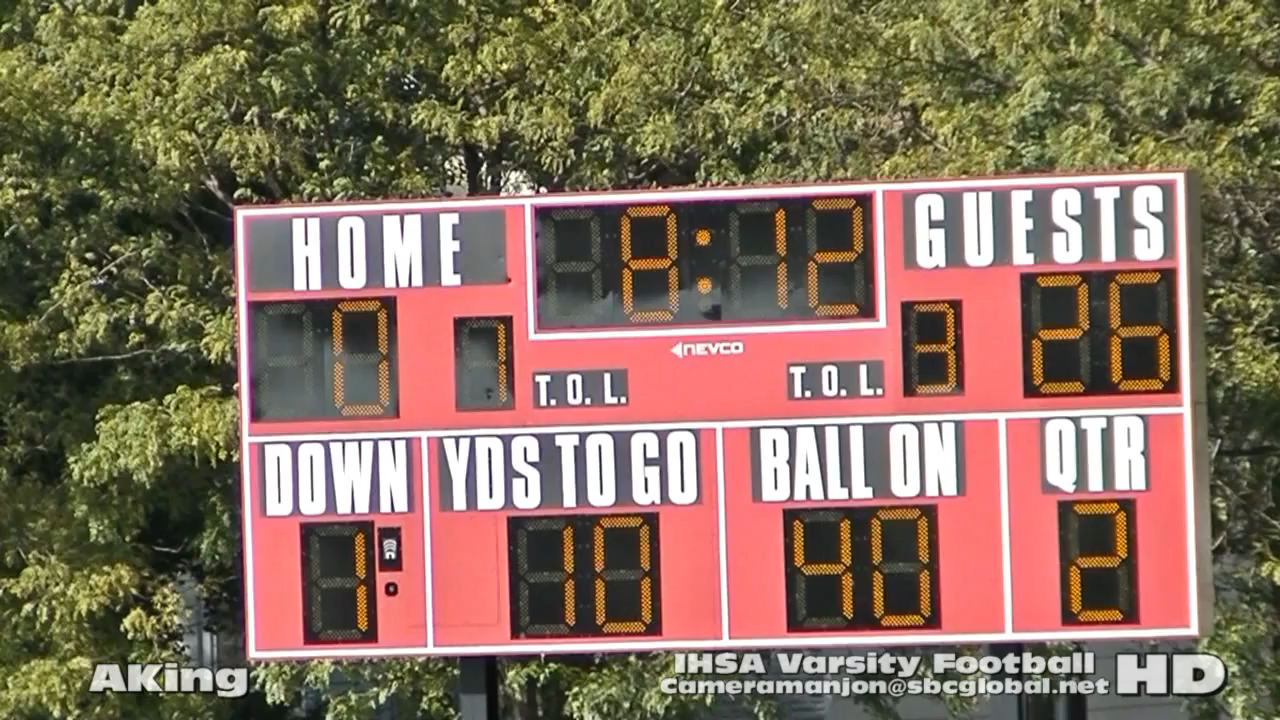 HOME 8:12 GUESTS
0 1 T.O.L. NEVCO T.O.L. 3 26
DOWN YDS TO GO BALL ON QTR
1 10 40 2
AKing
IHSA Varsity Football HD
Cameramanjon@sbcglobal.net